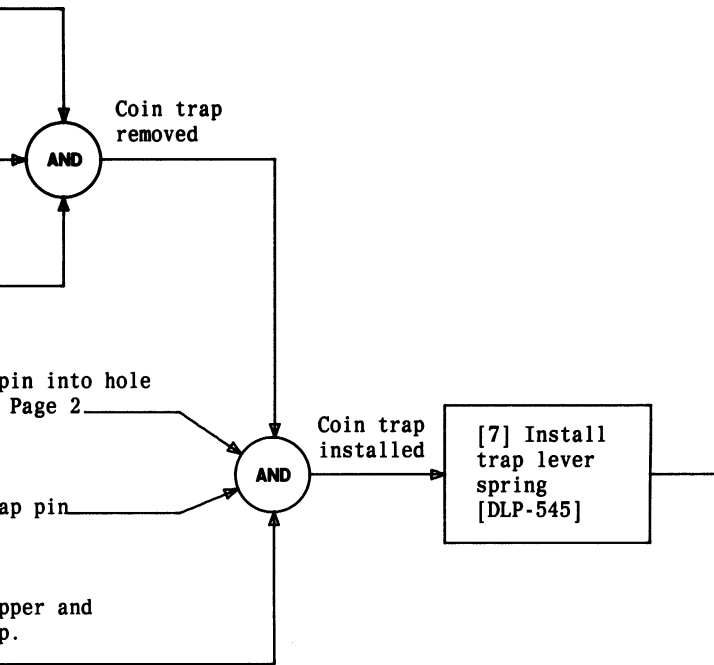 Coin trap
removed
AND
pin into hole
Page 2
Coin trap
installed
[7] Install
trap lever
spring
[DLP-545]
AND
ap pin
pper and
p.